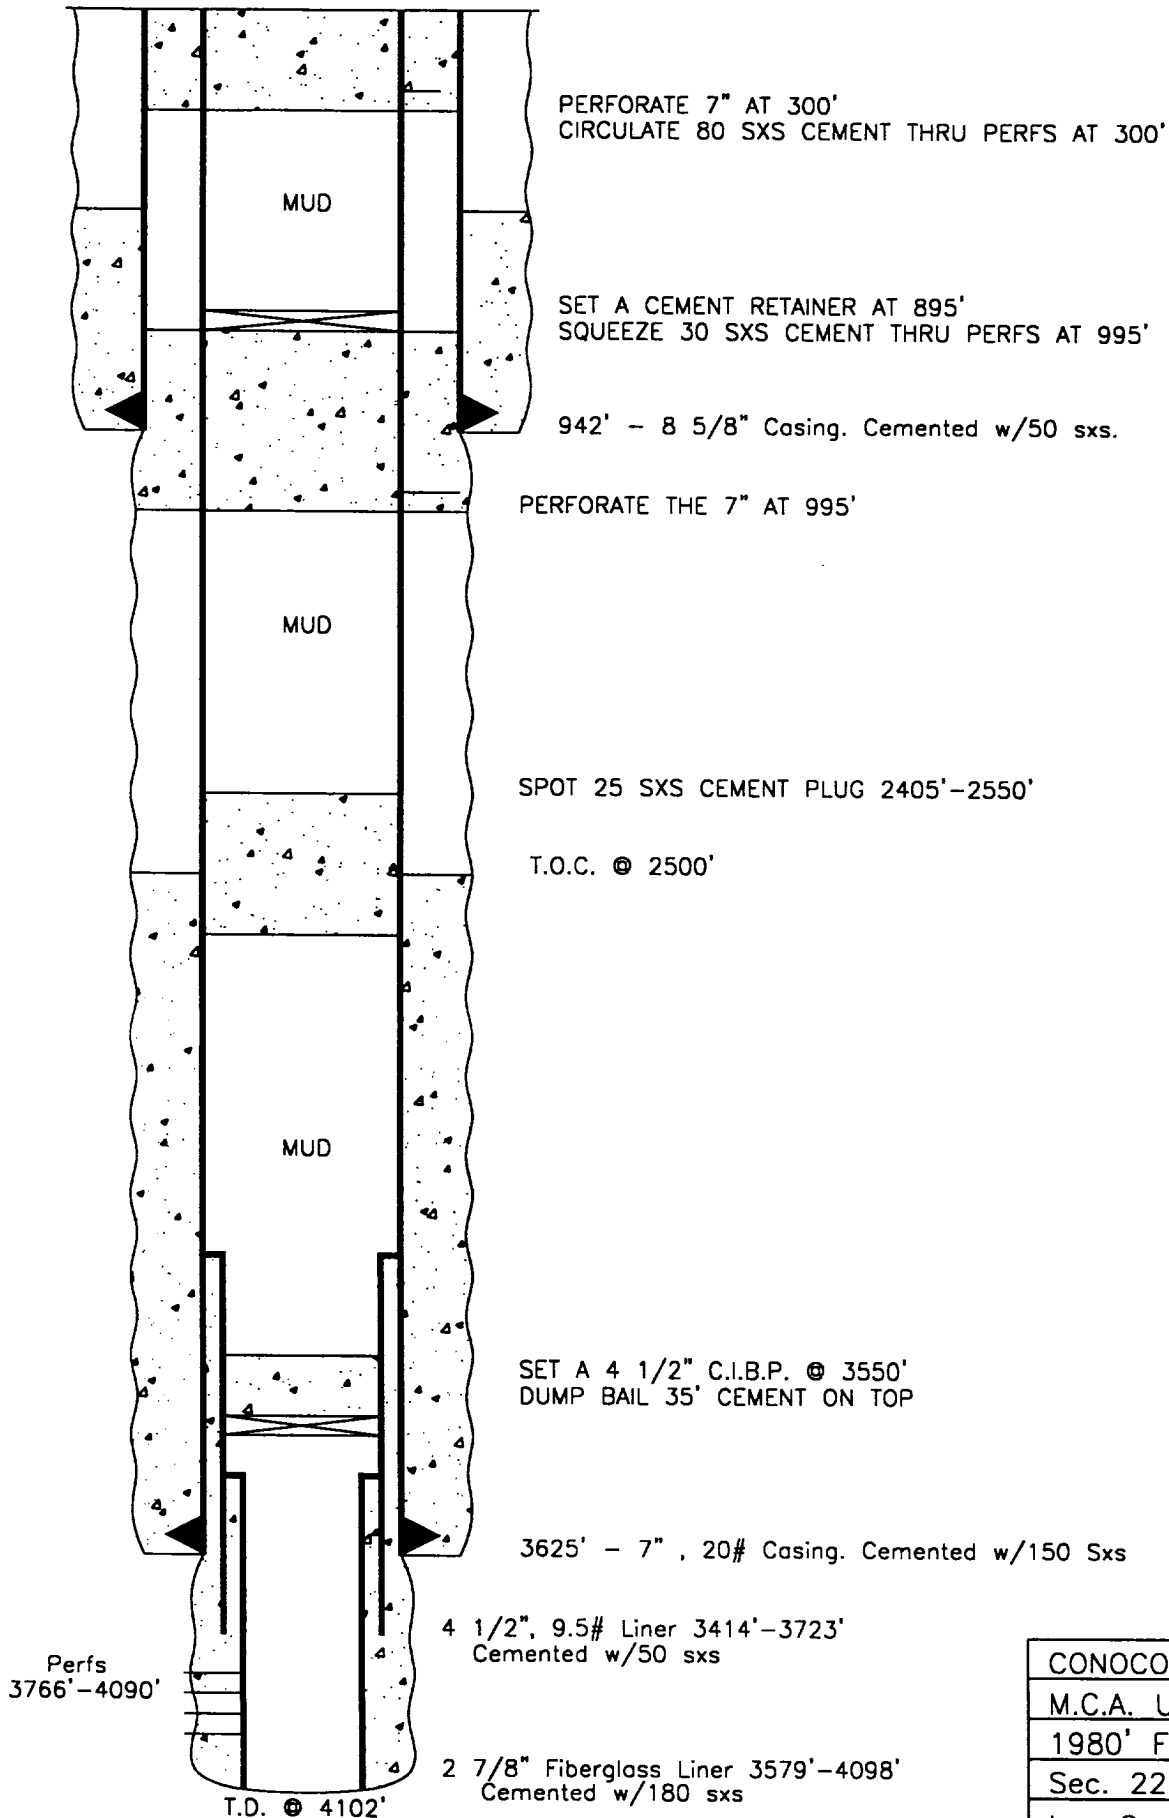 PERFORATE 7" AT 300'
CIRCULATE 80 SXS CEMENT THRU PERFS AT 300'
MUD
SET A CEMENT RETAINER AT 895'
SQUEEZE 30 SXS CEMENT THRU PERFS AT 995'
942' - 8 5/8" Casing. Cemented w/50 sxs.
PERFORATE THE 7" AT 995'
MUD
SPOT 25 SXS CEMENT PLUG 2405'-2550'
T.O.C. @ 2500'
MUD
SET A 4 1/2" C.I.B.P. @ 3550'
DUMP BAIL 35' CEMENT ON TOP
3625' - 7" , 20# Casing. Cemented w/150 Sxs
4 1/2", 9.5# Liner 3414'-3723'
Cemented w/50 sxs
Perfs
3766'-4090'
2 7/8" Fiberglass Liner 3579'-4098'
Cemented w/180 sxs
T.D. @ 4102'
CONOCO
M.C.A. U
1980' F
Sec. 22